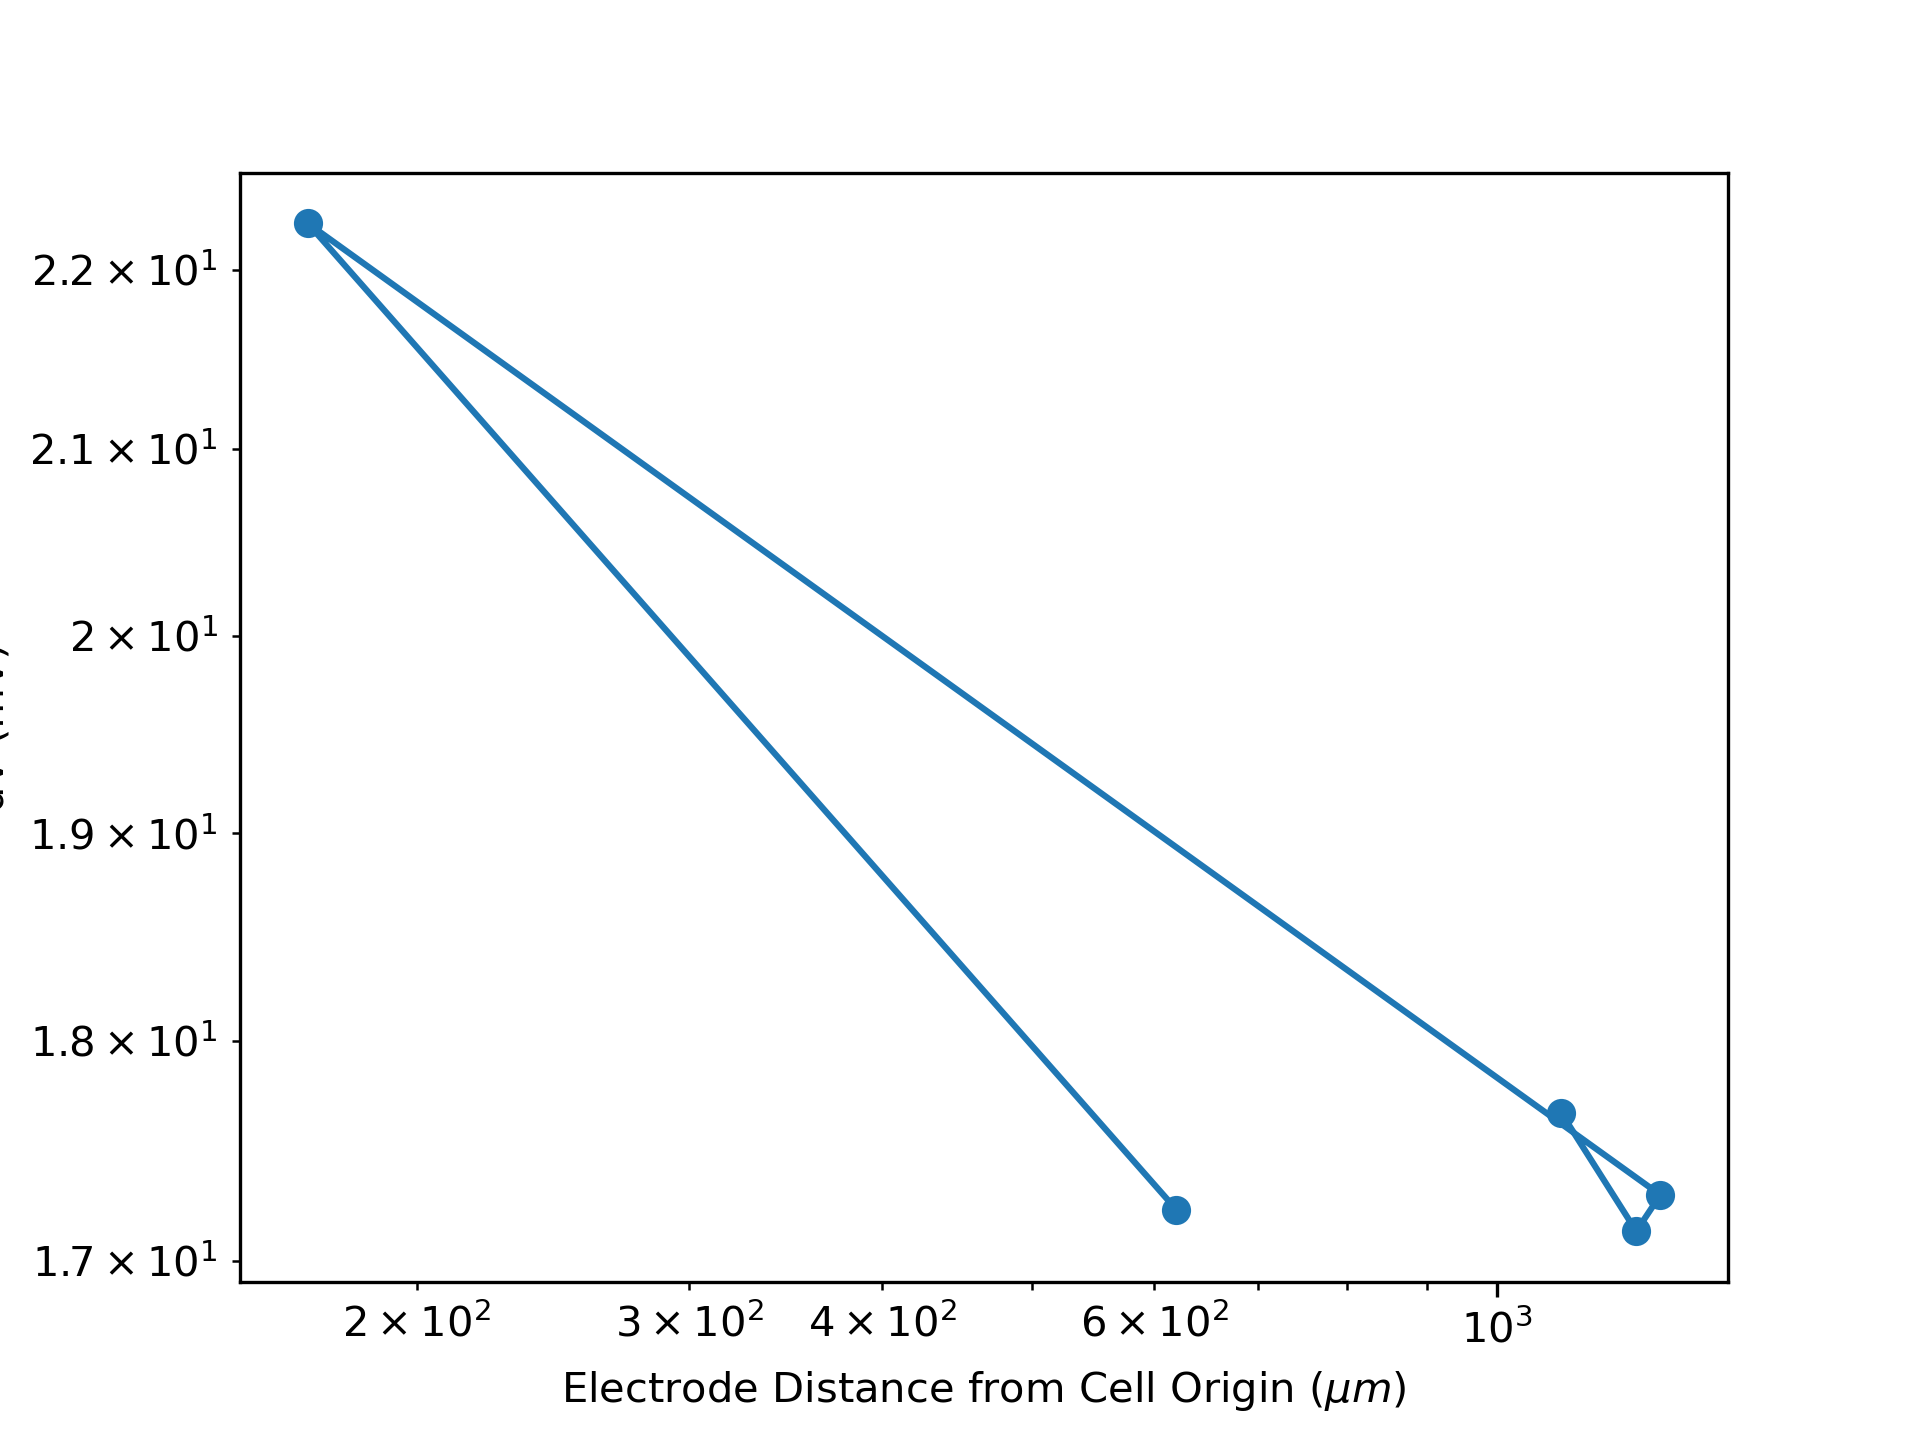 2.2 × 10¹
2.1 × 10¹
2 × 10¹
1.9 × 10¹
1.8 × 10¹
1.7 × 10¹
2 × 10² 3 × 10² 4 × 10² 6 × 10² 10³
Electrode Distance from Cell Origin (μm)